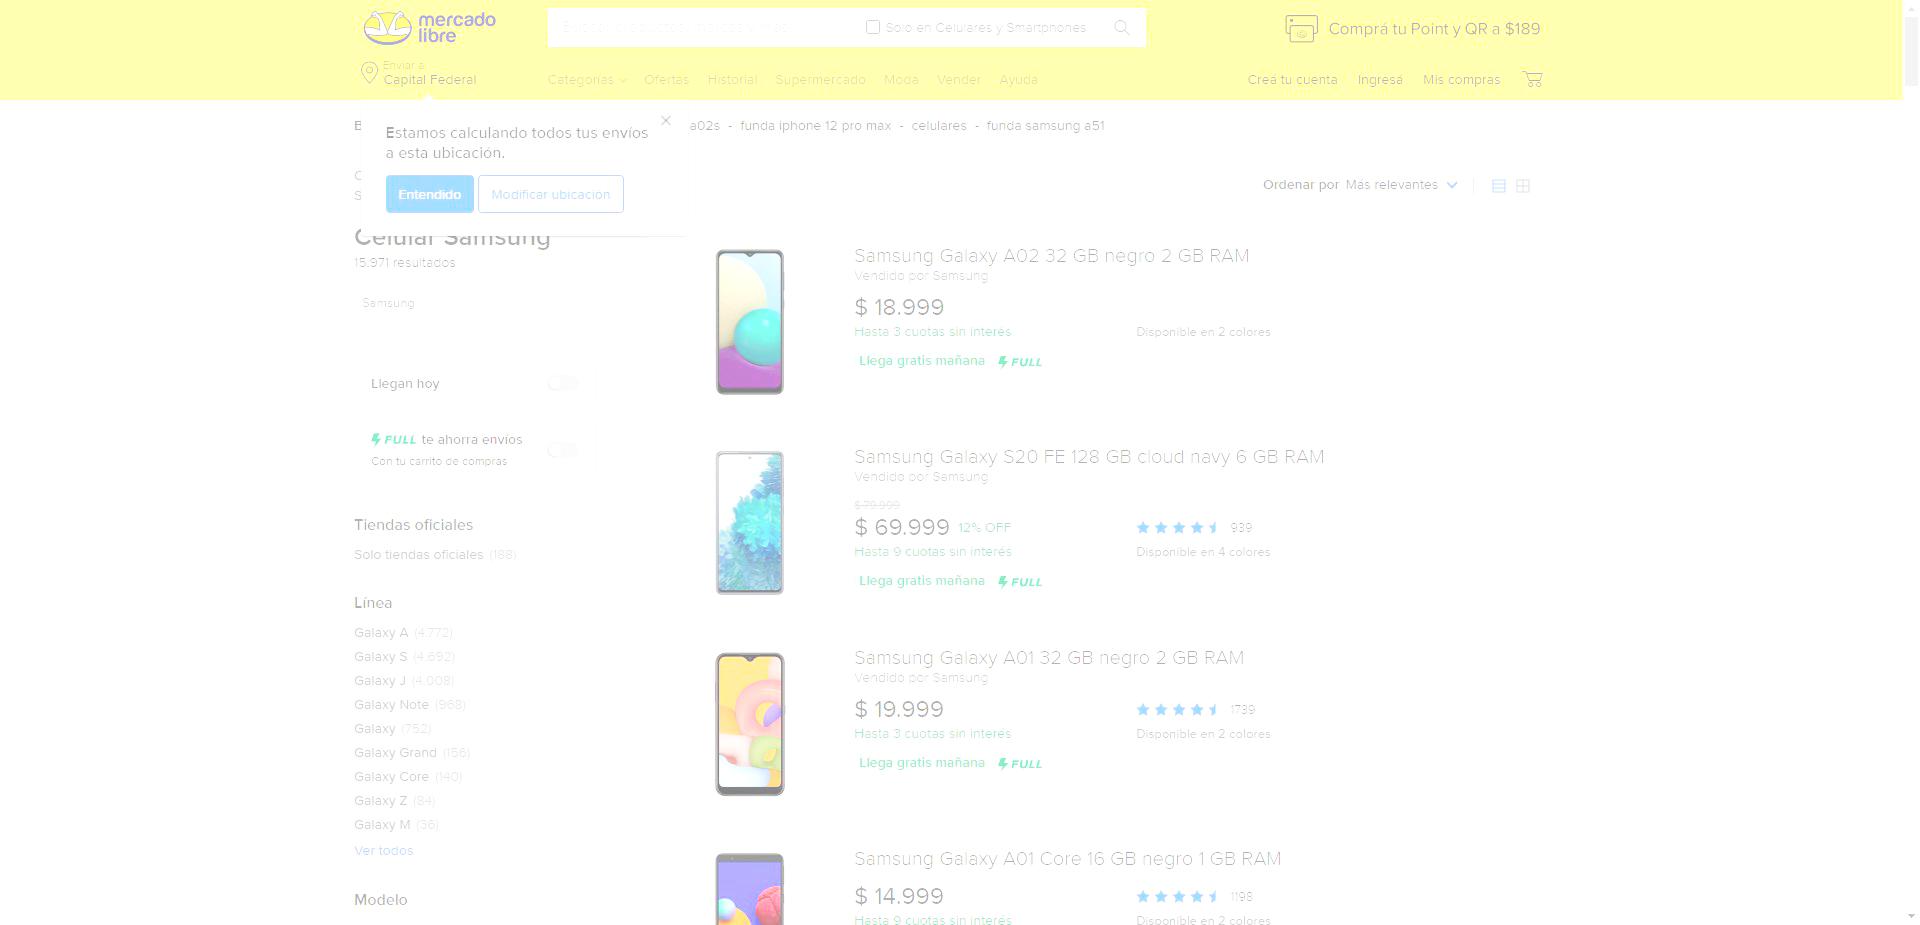 mercado
libre
Solo en Celulares y Smartphones
Comprá tu Point y QR a $189
Enviar a
Capital Federal
Categorías Ofertas Historial Supermercado Moda Vender Ayuda
Creá tu cuenta Ingresá Mis compras
a02s - funda iphone 12 pro max - celulares - funda samsung a51
Estamos calculando todos tus envíos
a esta ubicación.
Entendido Modificar ubicación
Ordenar por Más relevantes
Celular Samsung
15.971 resultados
Samsung
Llegan hoy
FULL te ahorra envíos
Con tu carrito de compras
Tiendas oficiales
Solo tiendas oficiales (188)
Línea
Galaxy A (4.772)
Galaxy S (4.692)
Galaxy J (4.008)
Galaxy Note (968)
Galaxy (752)
Galaxy Grand (156)
Galaxy Core (140)
Galaxy Z (84)
Galaxy M (36)
Ver todos
Modelo
Samsung Galaxy A02 32 GB negro 2 GB RAM
Vendido por Samsung
$ 18.999
Hasta 3 cuotas sin interés
Disponible en 2 colores
Llega gratis mañana FULL
Samsung Galaxy S20 FE 128 GB cloud navy 6 GB RAM
Vendido por Samsung
$ 79.999
$ 69.999 12% OFF
939
Hasta 9 cuotas sin interés
Disponible en 4 colores
Llega gratis mañana FULL
Samsung Galaxy A01 32 GB negro 2 GB RAM
Vendido por Samsung
$ 19.999
1739
Hasta 3 cuotas sin interés
Disponible en 2 colores
Llega gratis mañana FULL
Samsung Galaxy A01 Core 16 GB negro 1 GB RAM
$ 14.999
1198
Hasta 9 cuotas sin interés
Disponible en 2 colores